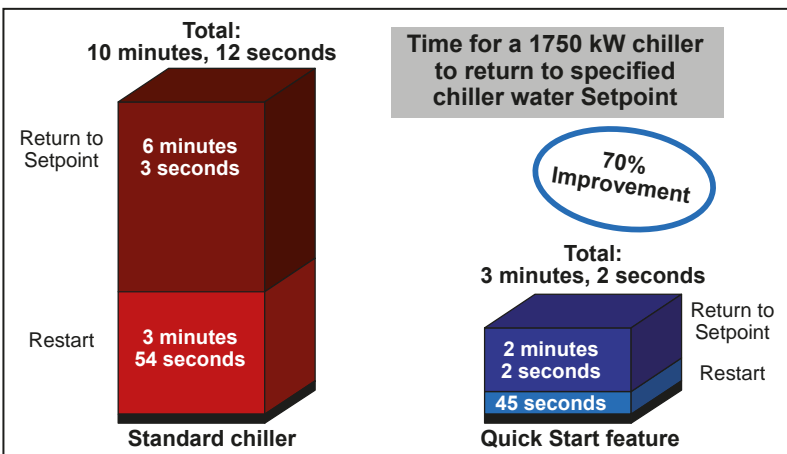 Total:
10 minutes, 12 seconds
Return to
Setpoint
6 minutes
3 seconds
Restart
3 minutes
54 seconds
Standard chiller
Time for a 1750 kW chiller
to return to specified
chiller water Setpoint
70%
Improvement
Total:
3 minutes, 2 seconds
2 minutes
2 seconds
Return to
Setpoint
45 seconds
Restart
Quick Start feature